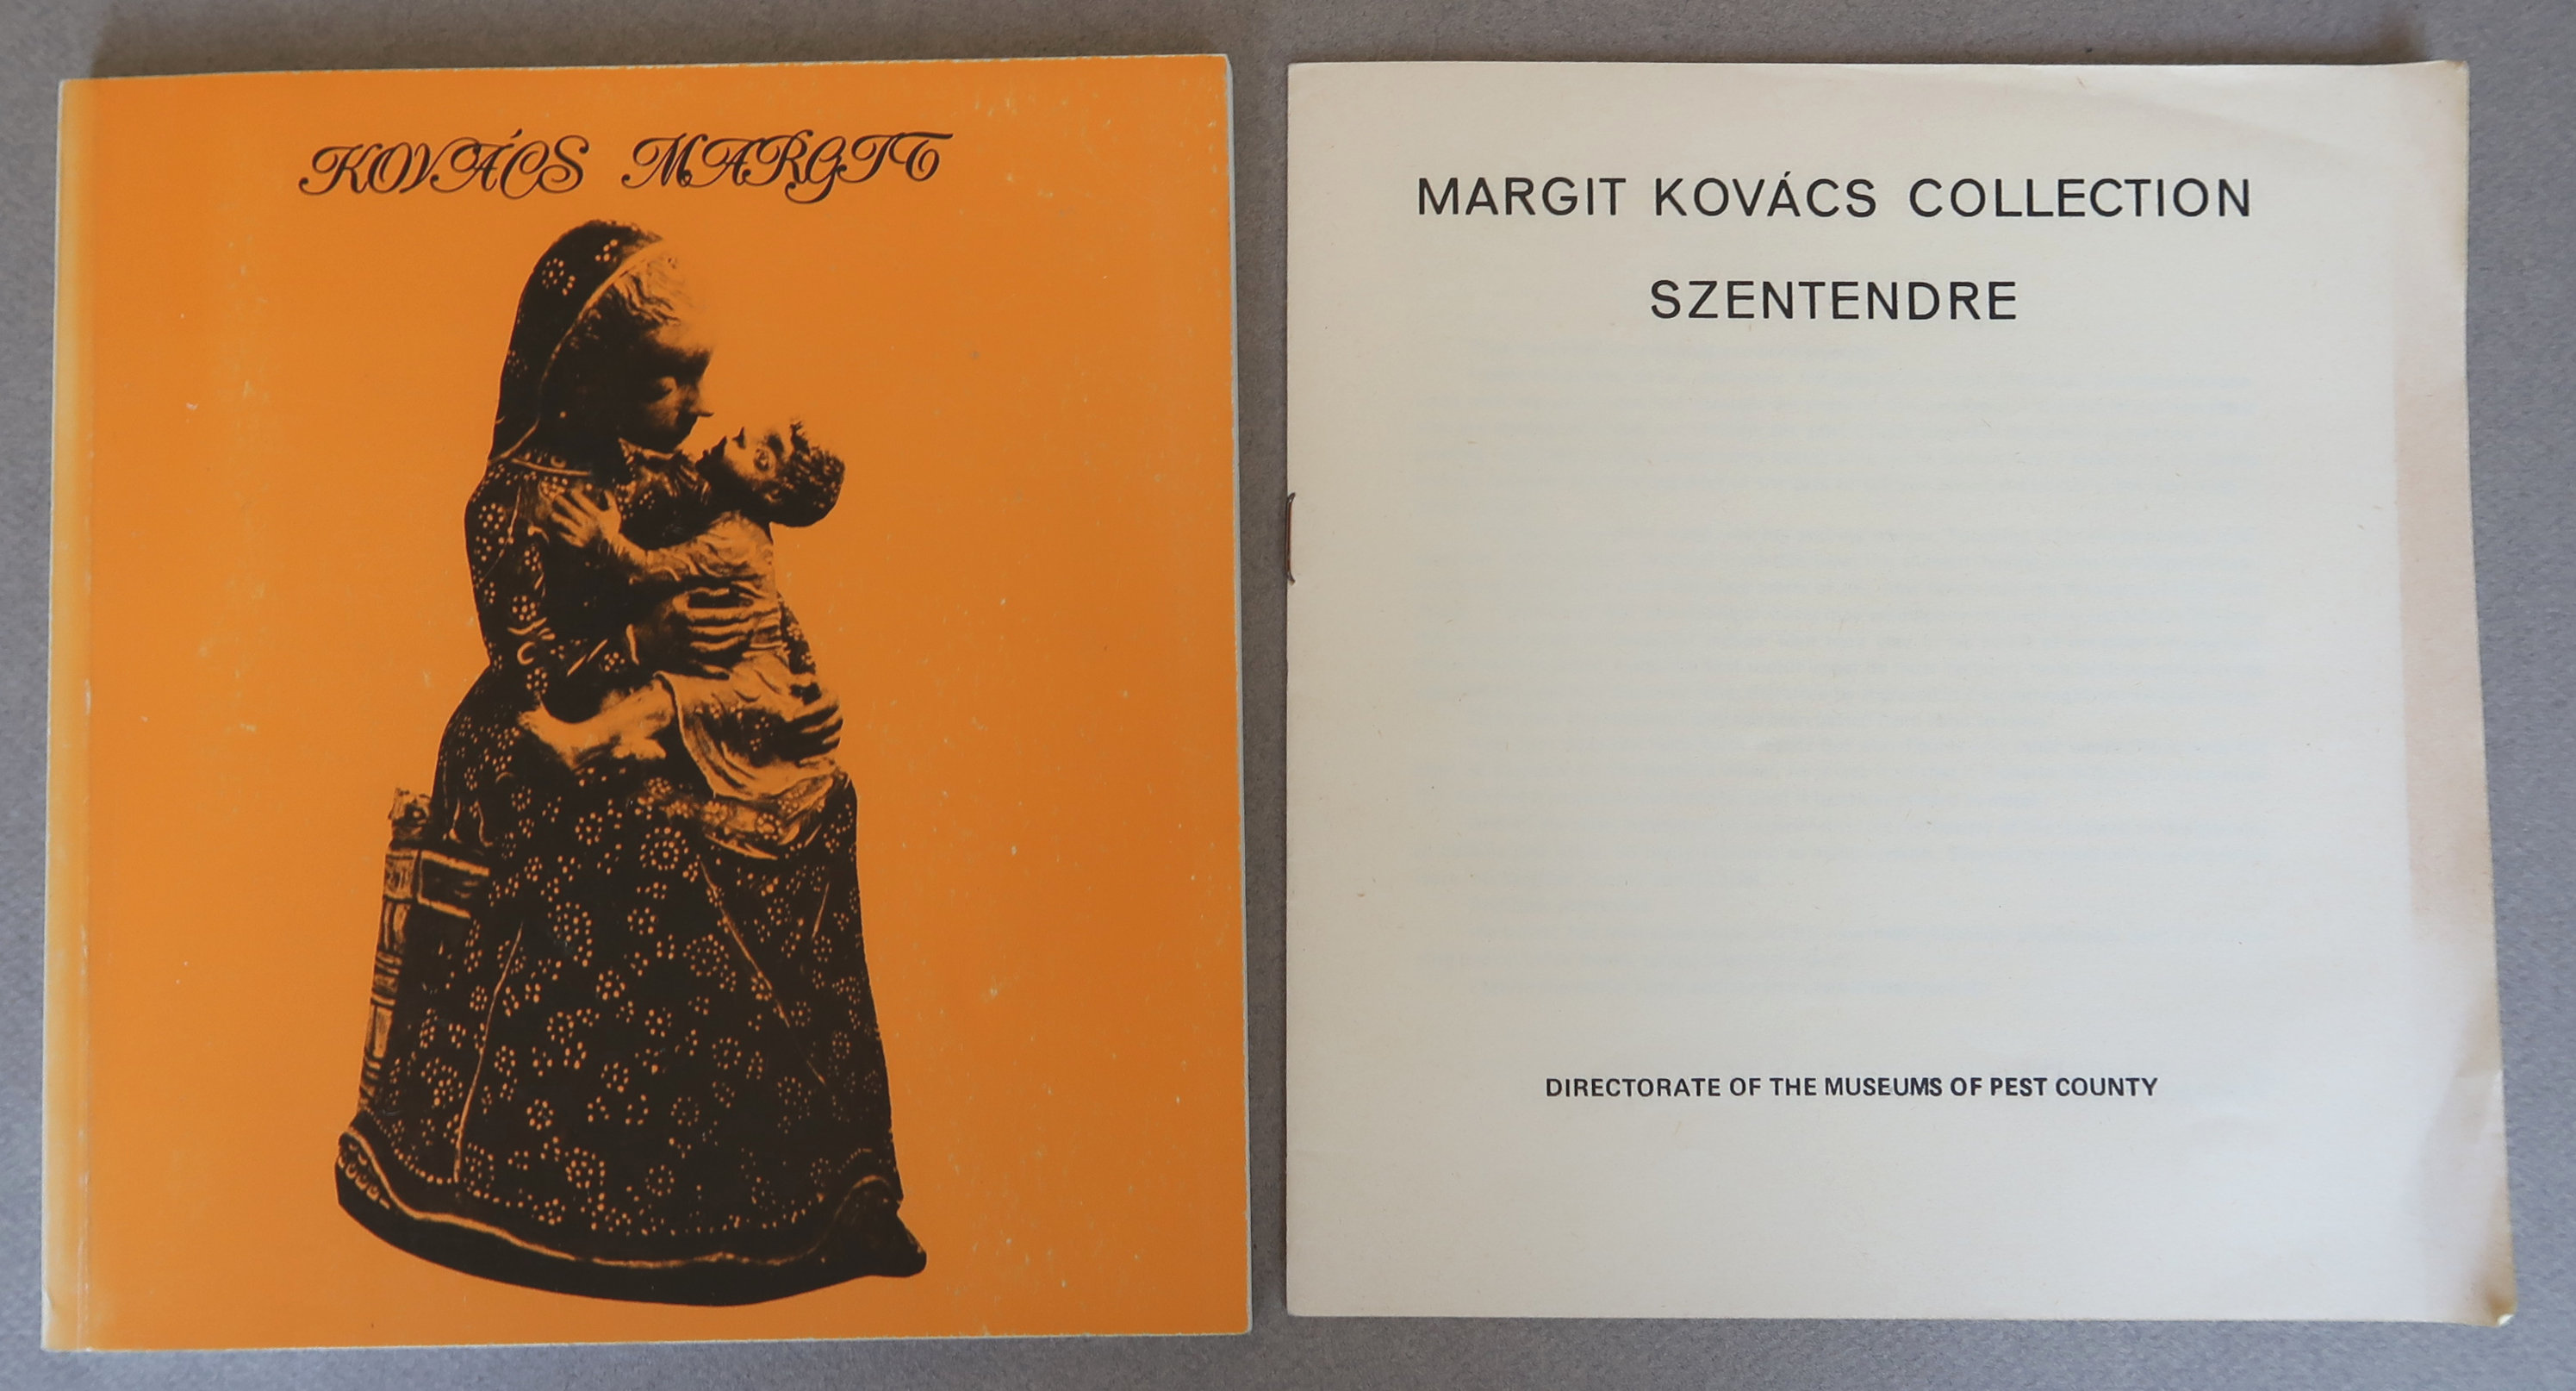 KOVÁCS MARGIT
MARGIT KOVÁCS COLLECTION
SZENTENDRE
DIRECTORATE OF THE MUSEUMS OF PEST COUNTY